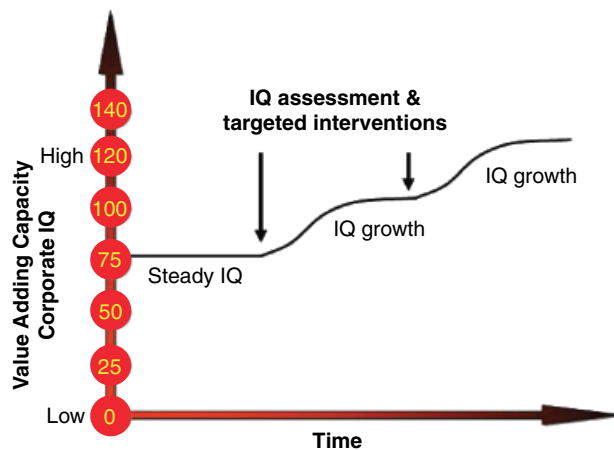 Value Adding Capacity
Corporate IQ
140
High 120
100
75
50
25
Low 0
IQ assessment &
targeted interventions
Steady IQ
IQ growth
IQ growth
Time